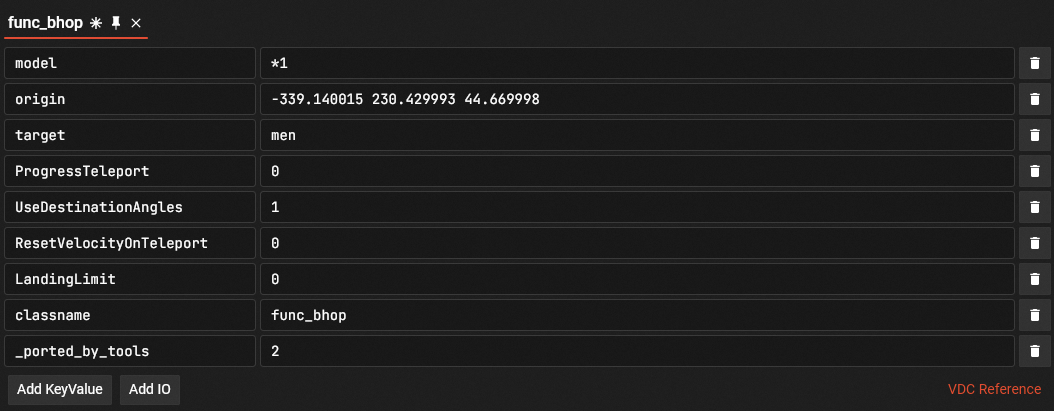 func_bhop
model *1
origin -339.140015 230.429993 44.669998
target men
ProgressTeleport 0
UseDestinationAngles 1
ResetVelocityOnTeleport 0
LandingLimit 0
classname func_bhop
_ported_by_tools 2
Add KeyValue Add IO VDC Reference